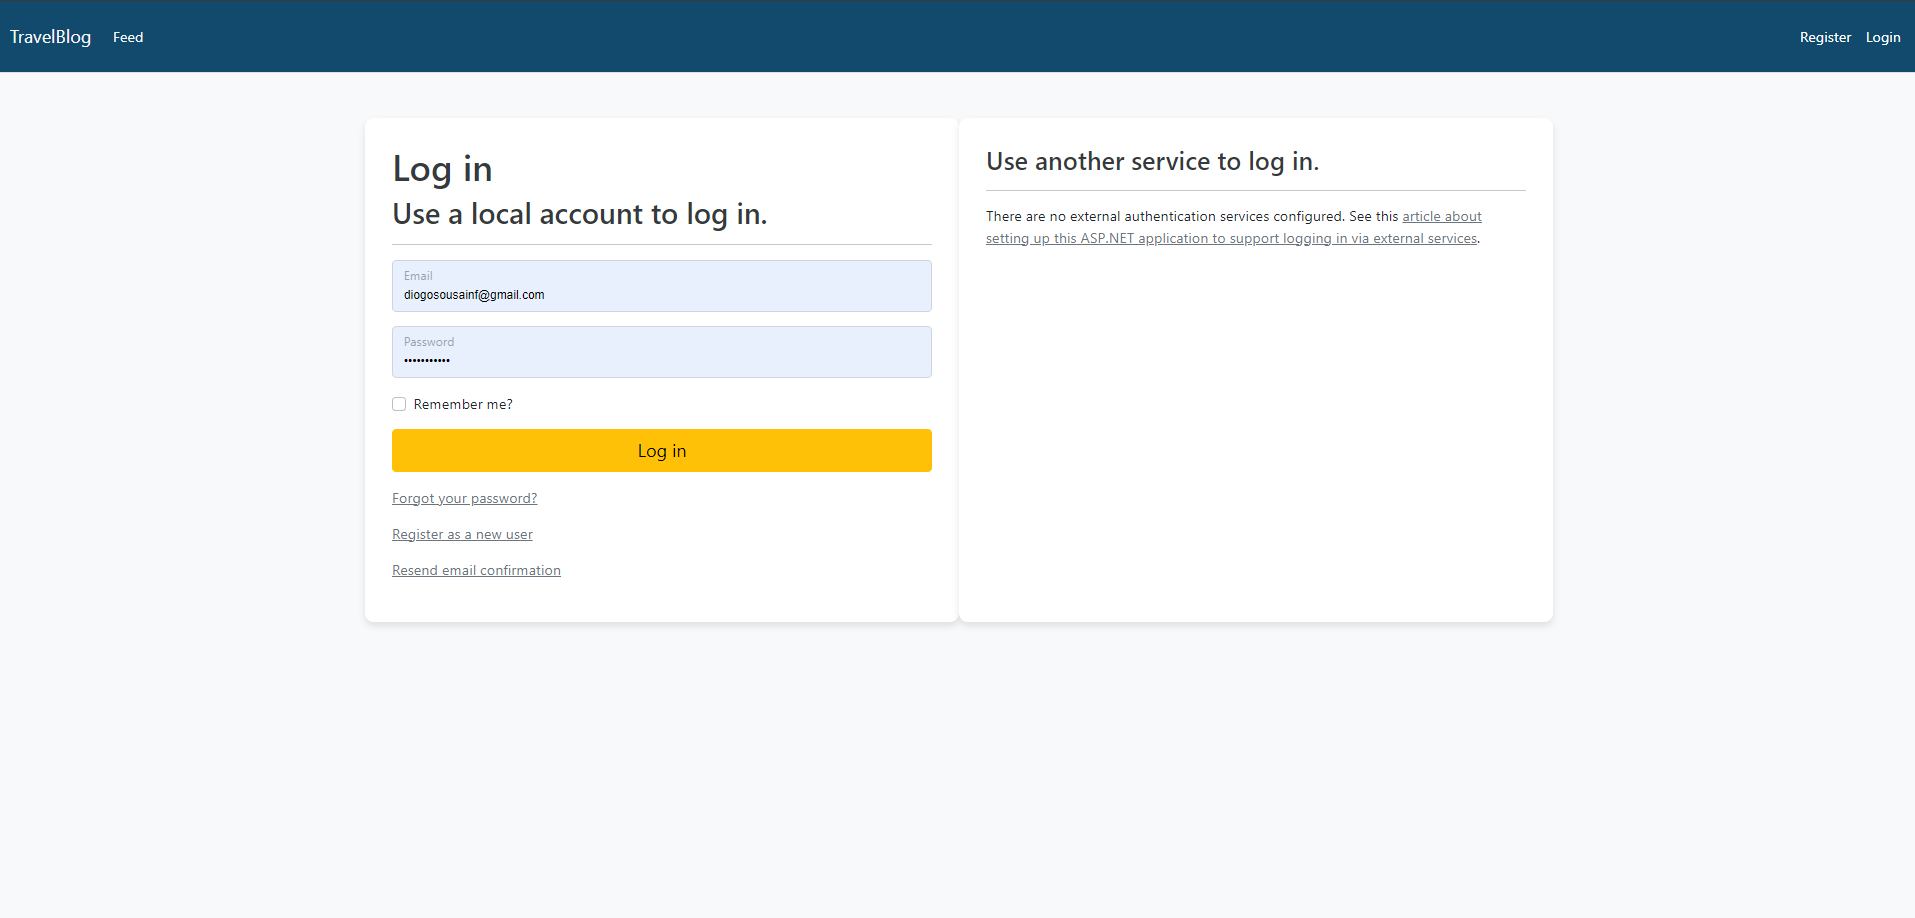 TravelBlog Feed Register Login
Log in
Use a local account to log in.
Email
diogosousainf@gmail.com
Password
•••••••••••
Remember me?
Log in
Forgot your password?
Register as a new user
Resend email confirmation
Use another service to log in.
There are no external authentication services configured. See this article about
setting up this ASP.NET application to support logging in via external services.